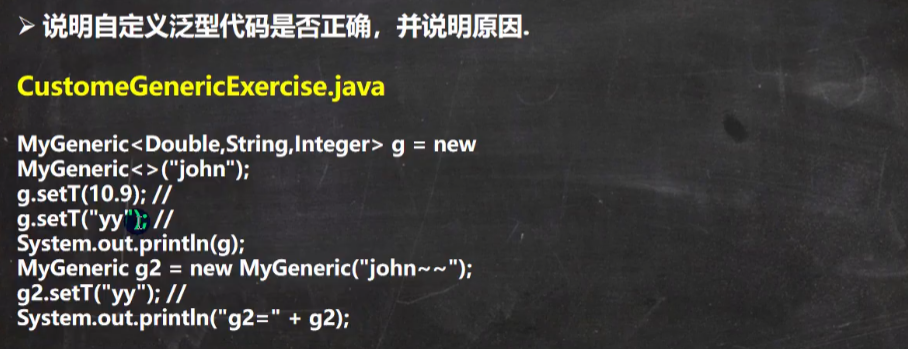 ➢ 说明自定义泛型代码是否正确，并说明原因.
CustomeGenericExercise.java
MyGeneric<Double,String,Integer> g = new
MyGeneric<>("john");
g.setT(10.9); //
g.setT("yy"); //
System.out.println(g);
MyGeneric g2 = new MyGeneric("john~~");
g2.setT("yy"); //
System.out.println("g2=" + g2);